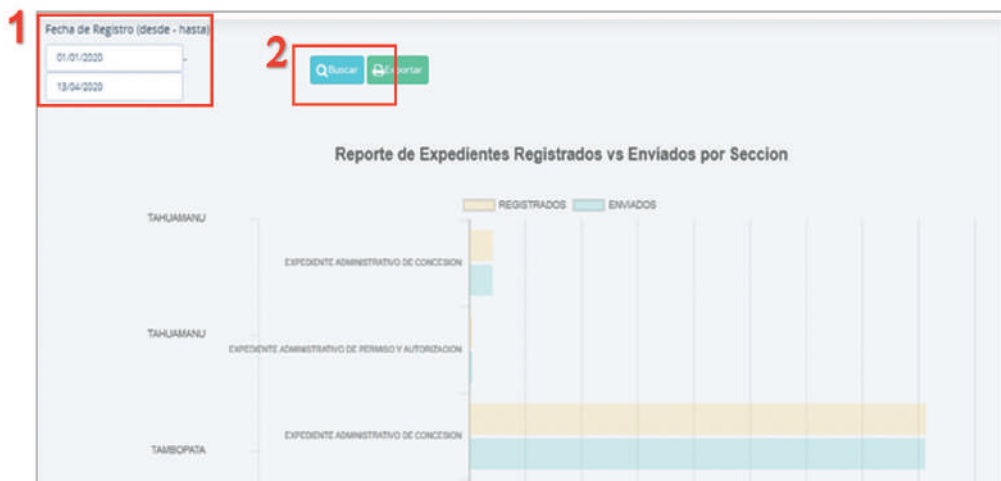 1
Fecha de Registro (desde - hasta)
01/01/2020 -
13/04/2020
2
Buscar Exportar
Reporte de Expedientes Registrados vs Enviados por Seccion
REGISTRADOS ENVIADOS
TAHUAMANU
EXPEDIENTE ADMINISTRATIVO DE CONCESION
TAHUAMANU
EXPEDIENTE ADMINISTRATIVO DE PERMISO Y AUTORIZACION
EXPEDIENTE ADMINISTRATIVO DE CONCESION
TAMBOPATA